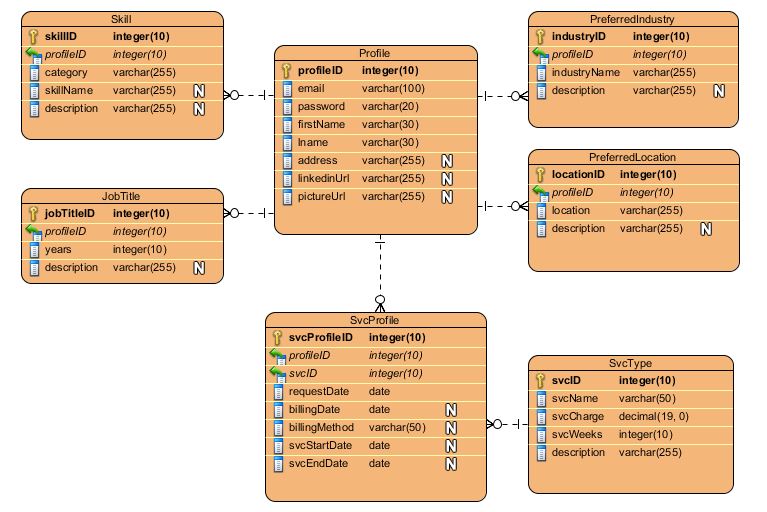 Skill
skillID integer(10)
profileID integer(10)
category varchar(255)
skillName varchar(255) N
description varchar(255) N
JobTitle
jobTitleID integer(10)
profileID integer(10)
years integer(10)
description varchar(255) N
Profile
profileID integer(10)
email varchar(100)
password varchar(20)
firstName varchar(30)
lname varchar(30)
address varchar(255) N
linkedinUrl varchar(255) N
pictureUrl varchar(255) N
PreferredIndustry
industryID integer(10)
profileID integer(10)
industryName varchar(255)
description varchar(255) N
PreferredLocation
locationID integer(10)
profileID integer(10)
location varchar(255)
description varchar(255) N
SvcProfile
svcProfileID integer(10)
profileID integer(10)
svcID integer(10)
requestDate date
billingDate date N
billingMethod varchar(50) N
svcStartDate date N
svcEndDate date N
SvcType
svcID integer(10)
svcName varchar(50)
svcCharge decimal(19, 0)
svcWeeks integer(10)
description varchar(255)